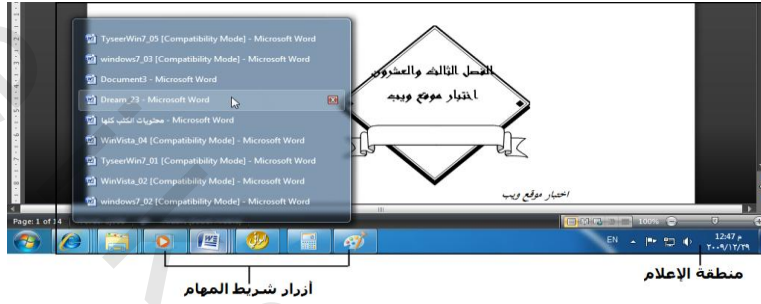 TyseerWin7_05 [Compatibility Mode] - Microsoft Word
windows7_03 [Compatibility Mode] - Microsoft Word
Document3 - Microsoft Word
Dream_23 - Microsoft Word
محتويات الكتب كلها - Microsoft Word
WinVista_04 [Compatibility Mode] - Microsoft Word
TyseerWin7_01 [Compatibility Mode] - Microsoft Word
WinVista_02 [Compatibility Mode] - Microsoft Word
windows7_02 [Compatibility Mode] - Microsoft Word
الفصل الثالث والعشرون
اختبار موقع ويب
اختبار موقع ويب
Page: 1 of 14
100%
EN
12:47 م
٢٠٠٩/١٢/٢٩
أزرار شريط المهام
منطقة الإعلام